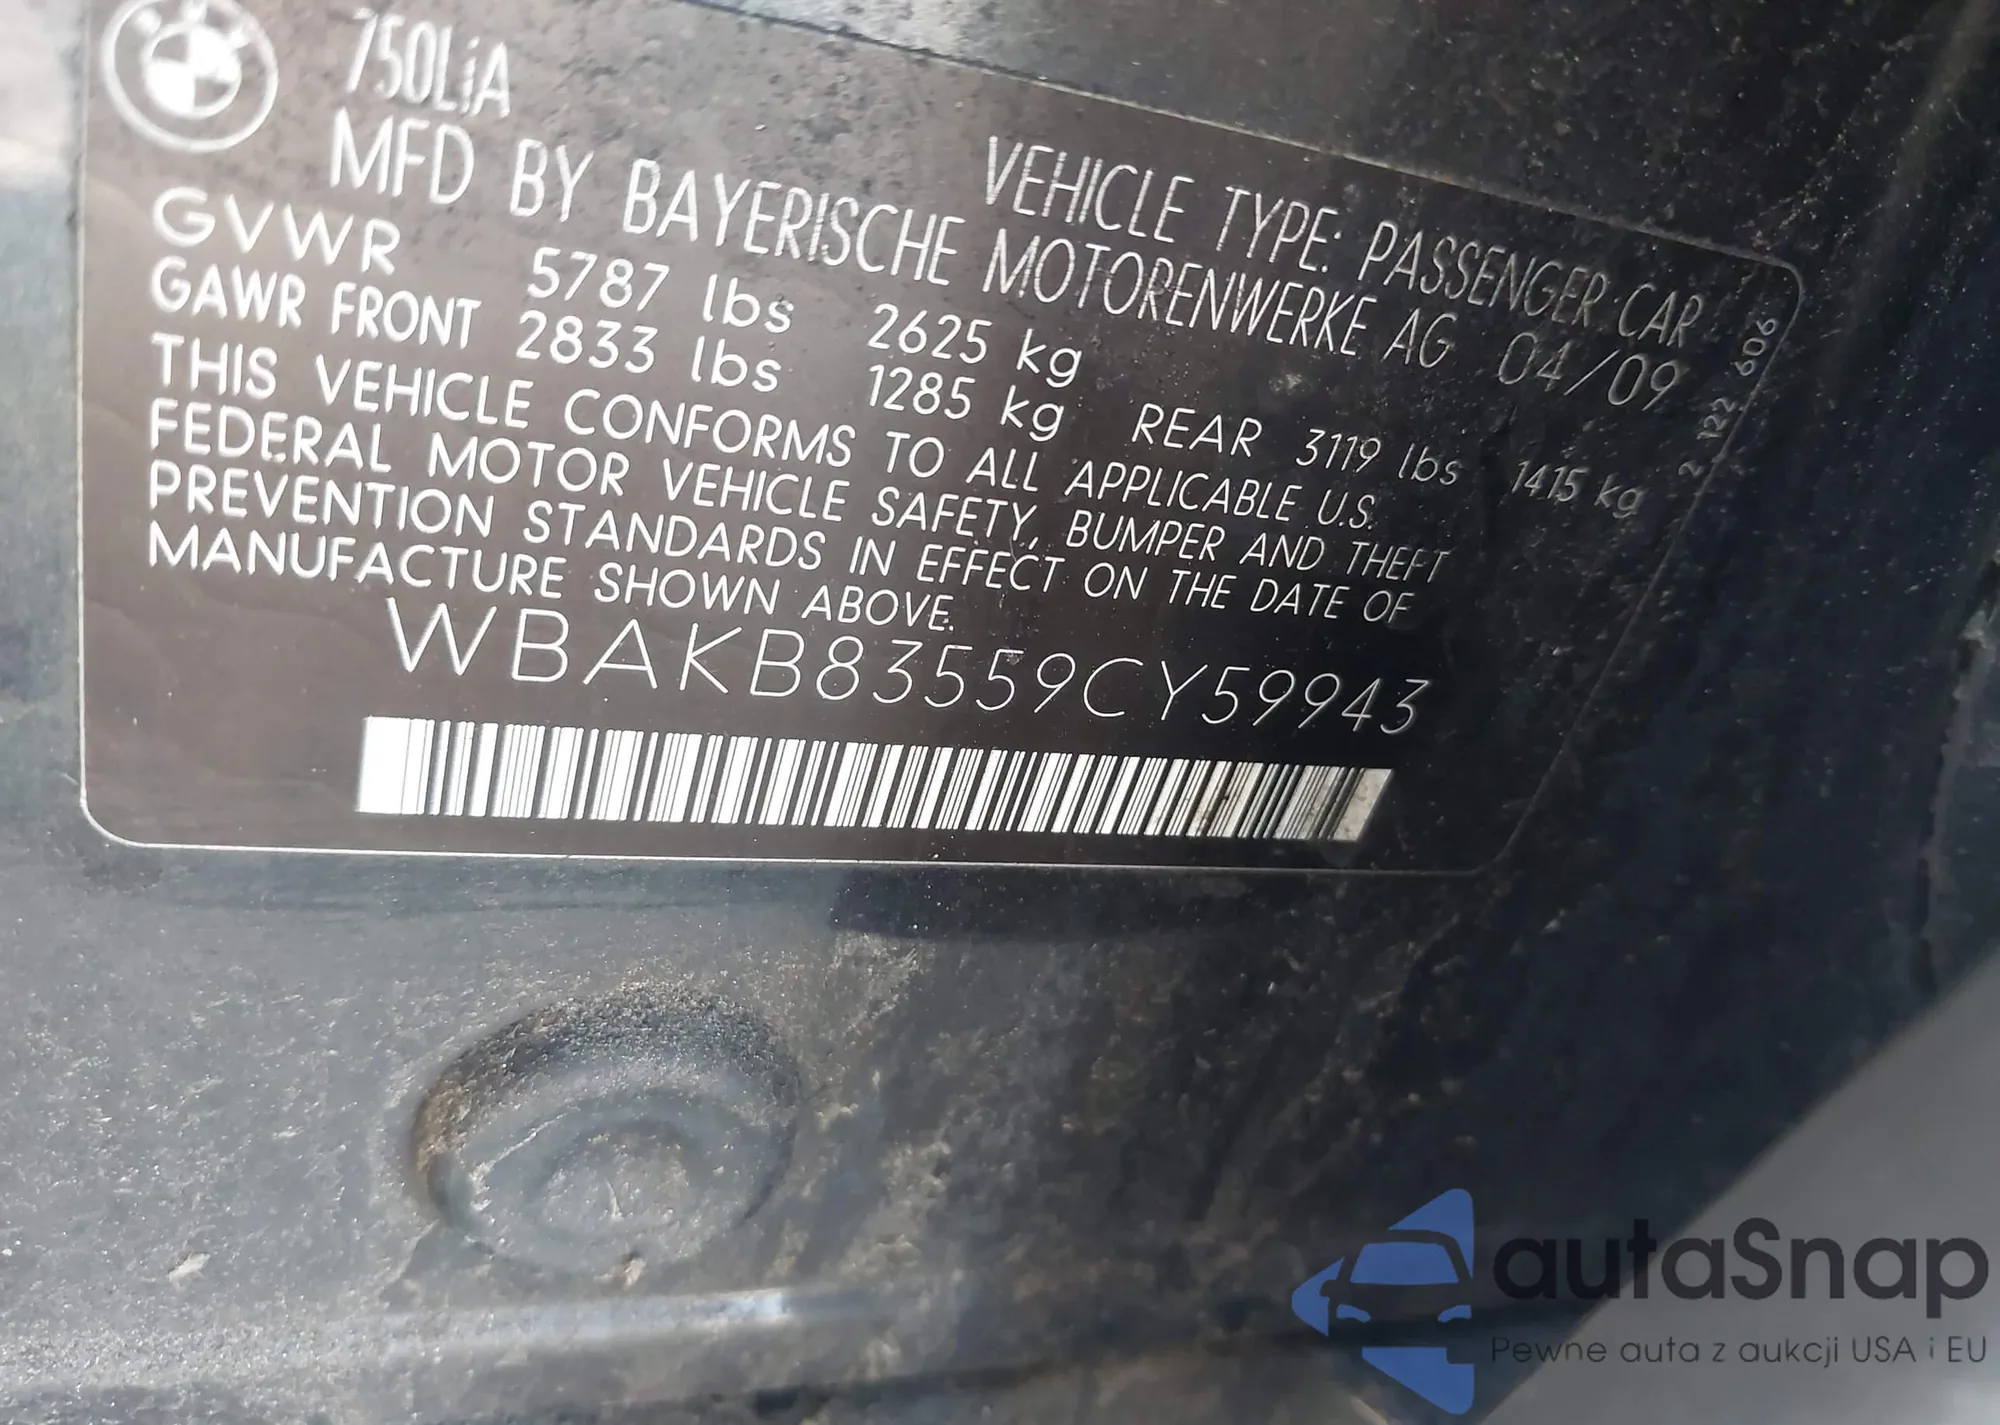 750LiA
VEHICLE TYPE: PASSENGER CAR
MFD BY BAYERISCHE MOTORENWERKE AG 04/09
GVWR 5787 lbs 2625 kg
GAWR FRONT 2833 lbs 1285 kg REAR 3119 lbs 1415 kg
THIS VEHICLE CONFORMS TO ALL APPLICABLE U.S.
FEDERAL MOTOR VEHICLE SAFETY, BUMPER AND THEFT
PREVENTION STANDARDS IN EFFECT ON THE DATE OF
MANUFACTURE SHOWN ABOVE.
WBAKB83559CY59943
2 122 606
autaSnap
Pewne auta z aukcji USA i EU